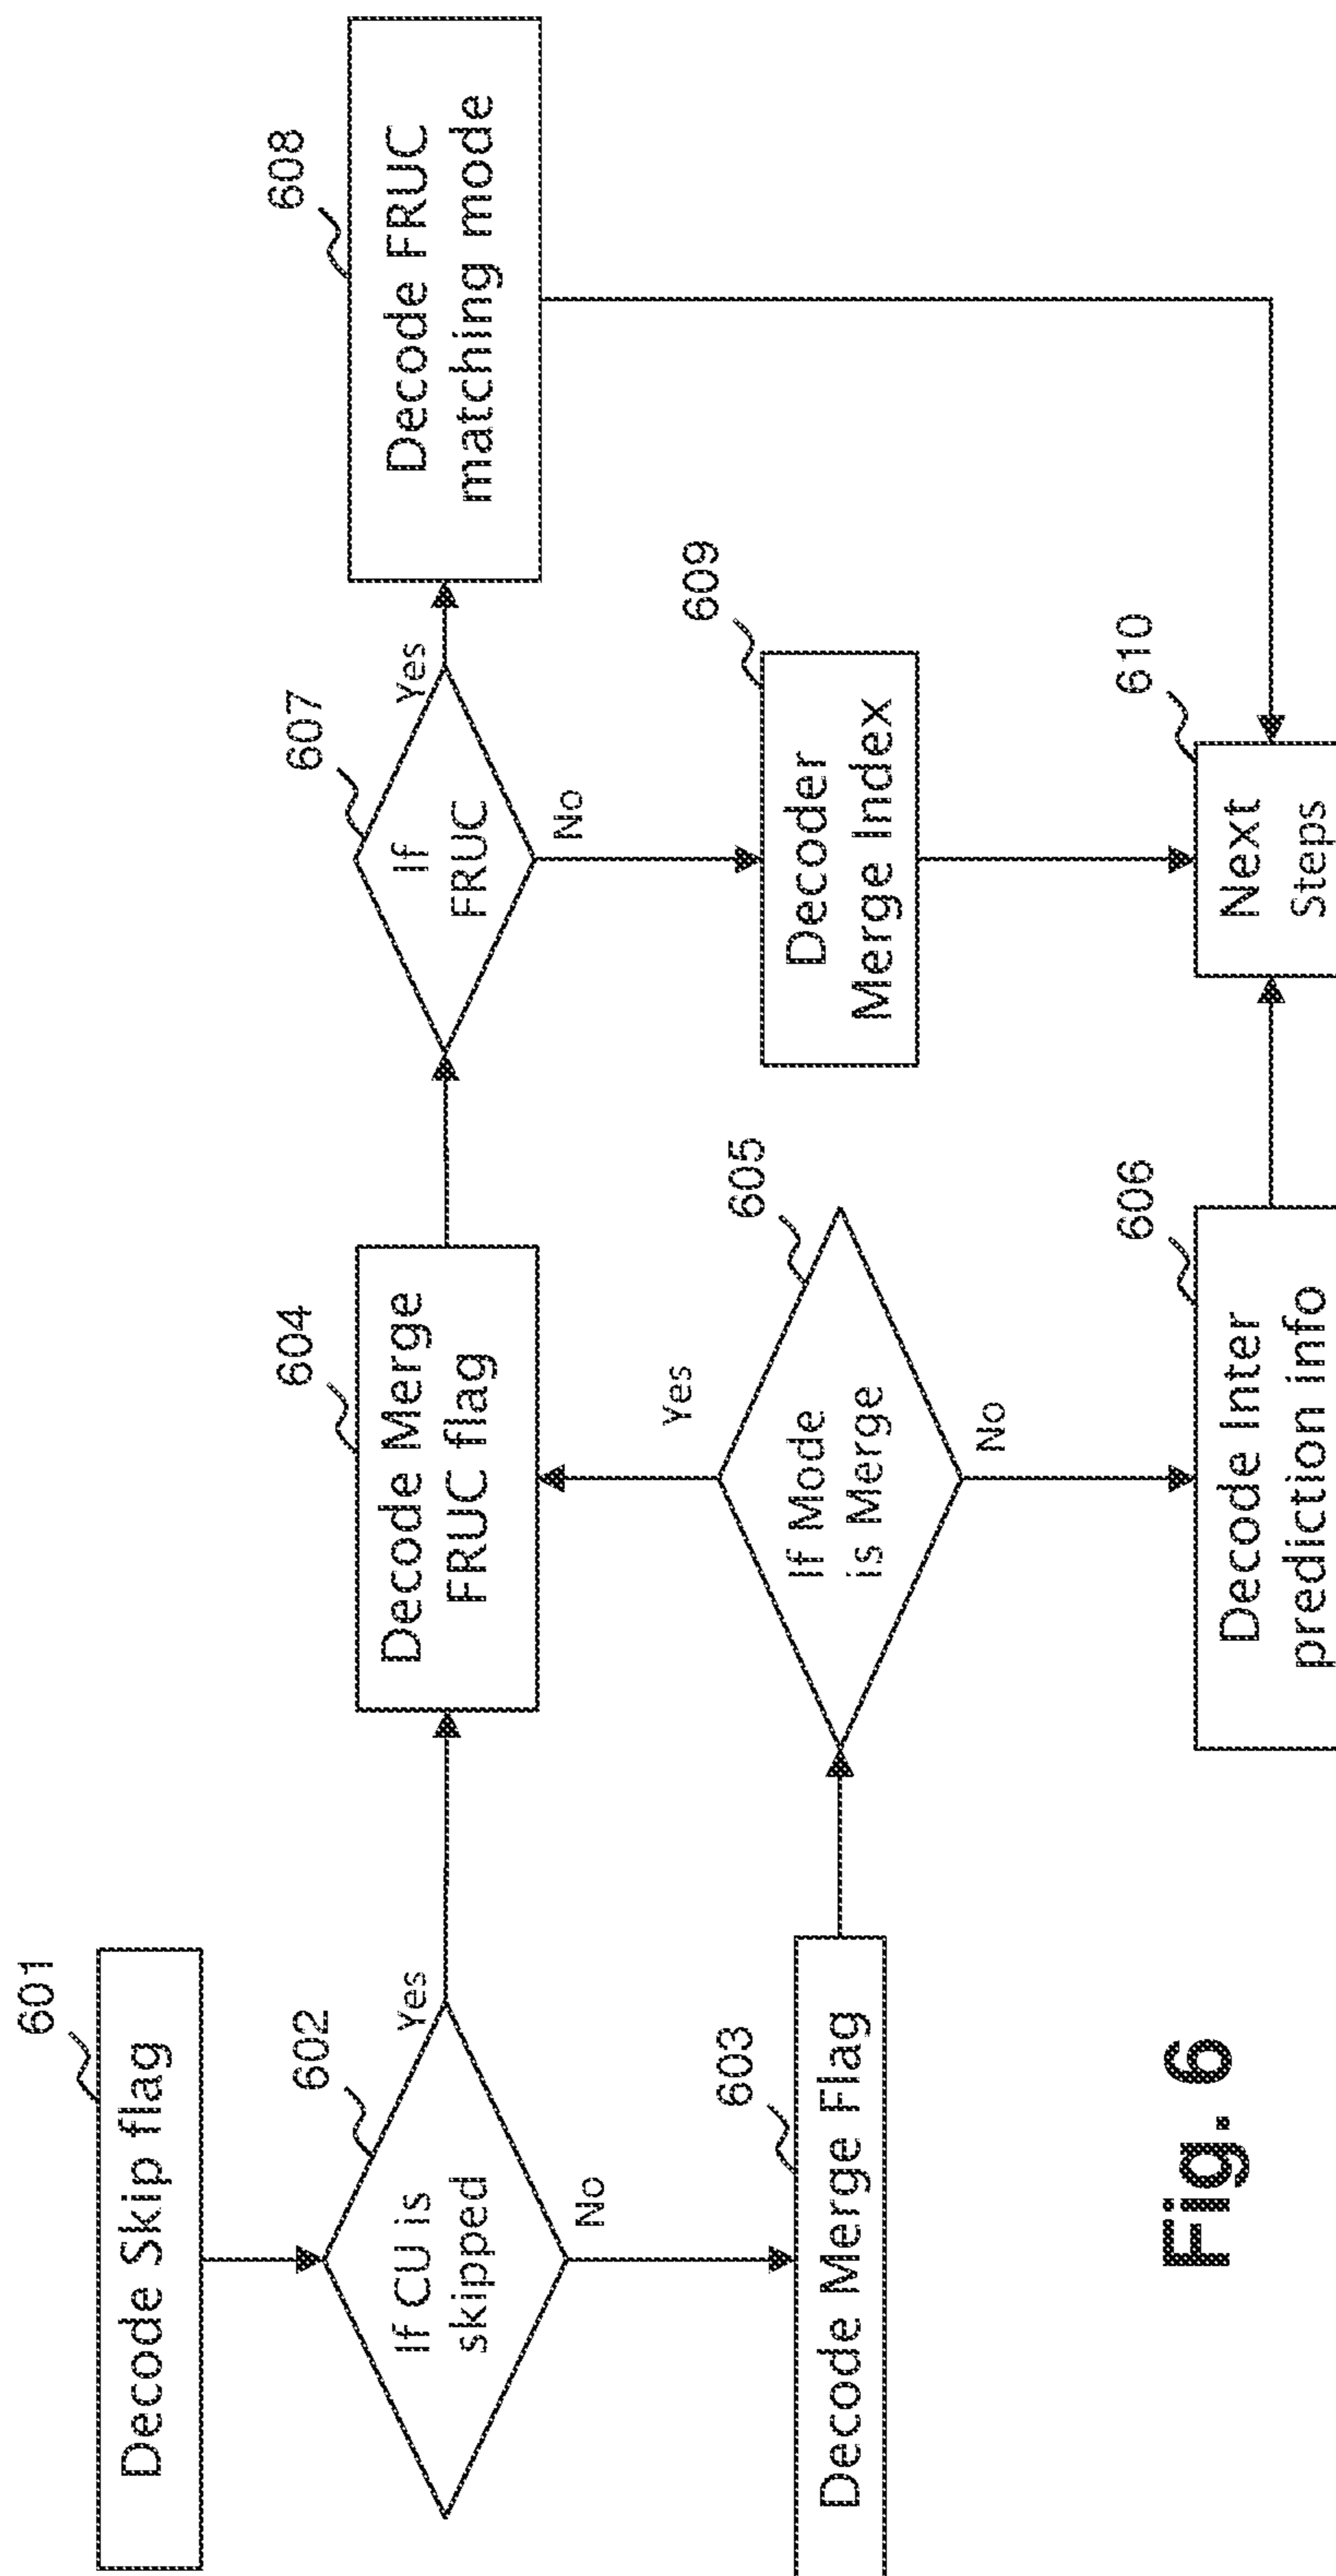 601
Decode Skip flag
602
If CU is
skipped
Yes
No
603
Decode Merge Flag
604
Decode Merge
FRUC flag
605
If Mode
is Merge
Yes
No
606
Decode Inter
prediction info
607
If
FRUC
Yes
No
608
Decode FRUC
matching mode
609
Decoder
Merge Index
610
Next
Steps
Fig. 6